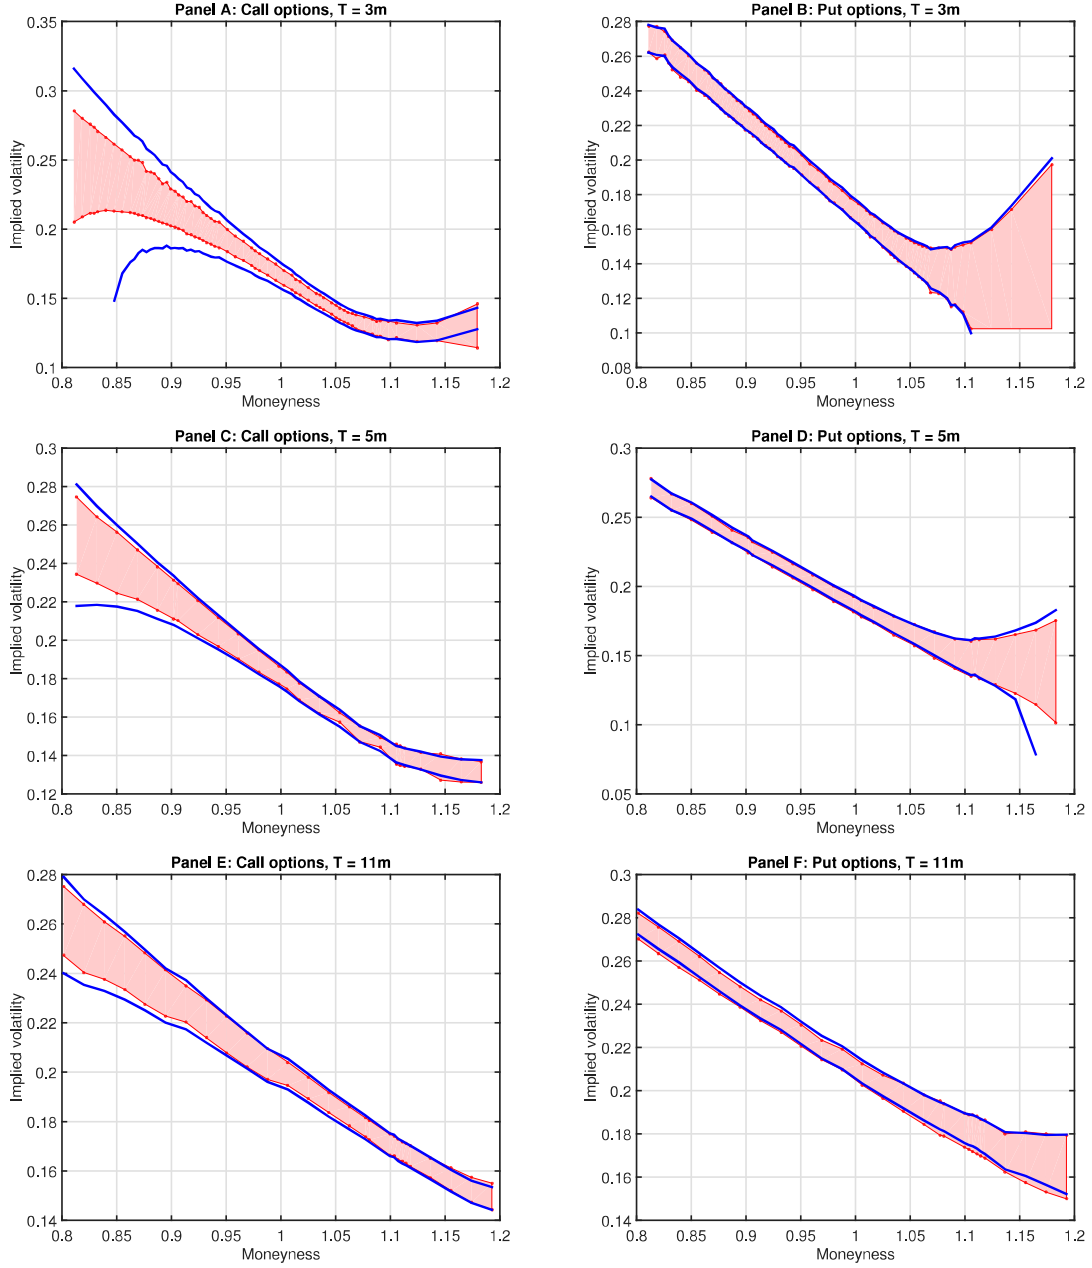 Panel A: Call options, T = 3m
0.35
0.3
0.25
0.2
0.15
0.1
Implied volatility
0.8 0.85 0.9 0.95 1 1.05 1.1 1.15 1.2
Moneyness
Panel B: Put options, T = 3m
0.28
0.26
0.24
0.22
0.2
0.18
0.16
0.14
0.12
0.1
0.08
Implied volatility
0.8 0.85 0.9 0.95 1 1.05 1.1 1.15 1.2
Moneyness
Panel C: Call options, T = 5m
0.3
0.28
0.26
0.24
0.22
0.2
0.18
0.16
0.14
0.12
Implied volatility
0.8 0.85 0.9 0.95 1 1.05 1.1 1.15 1.2
Moneyness
Panel D: Put options, T = 5m
0.3
0.25
0.2
0.15
0.1
0.05
Implied volatility
0.8 0.85 0.9 0.95 1 1.05 1.1 1.15 1.2
Moneyness
Panel E: Call options, T = 11m
0.28
0.26
0.24
0.22
0.2
0.18
0.16
0.14
Implied volatility
0.8 0.85 0.9 0.95 1 1.05 1.1 1.15 1.2
Moneyness
Panel F: Put options, T = 11m
0.3
0.28
0.26
0.24
0.22
0.2
0.18
0.16
0.14
Implied volatility
0.8 0.85 0.9 0.95 1 1.05 1.1 1.15 1.2
Moneyness